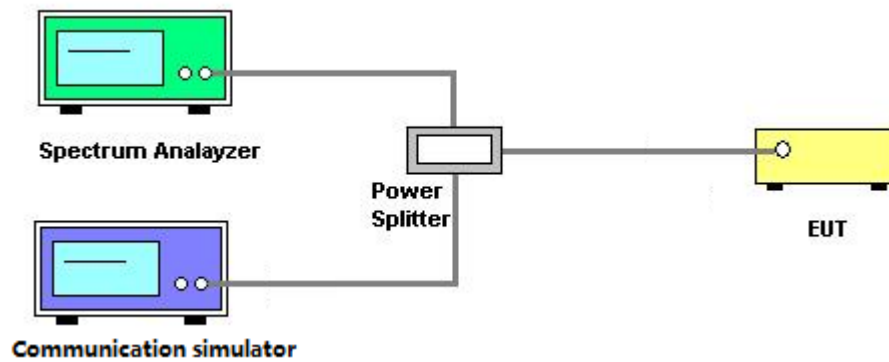 Spectrum Analayzer
Power
Splitter
EUT
Communication simulator